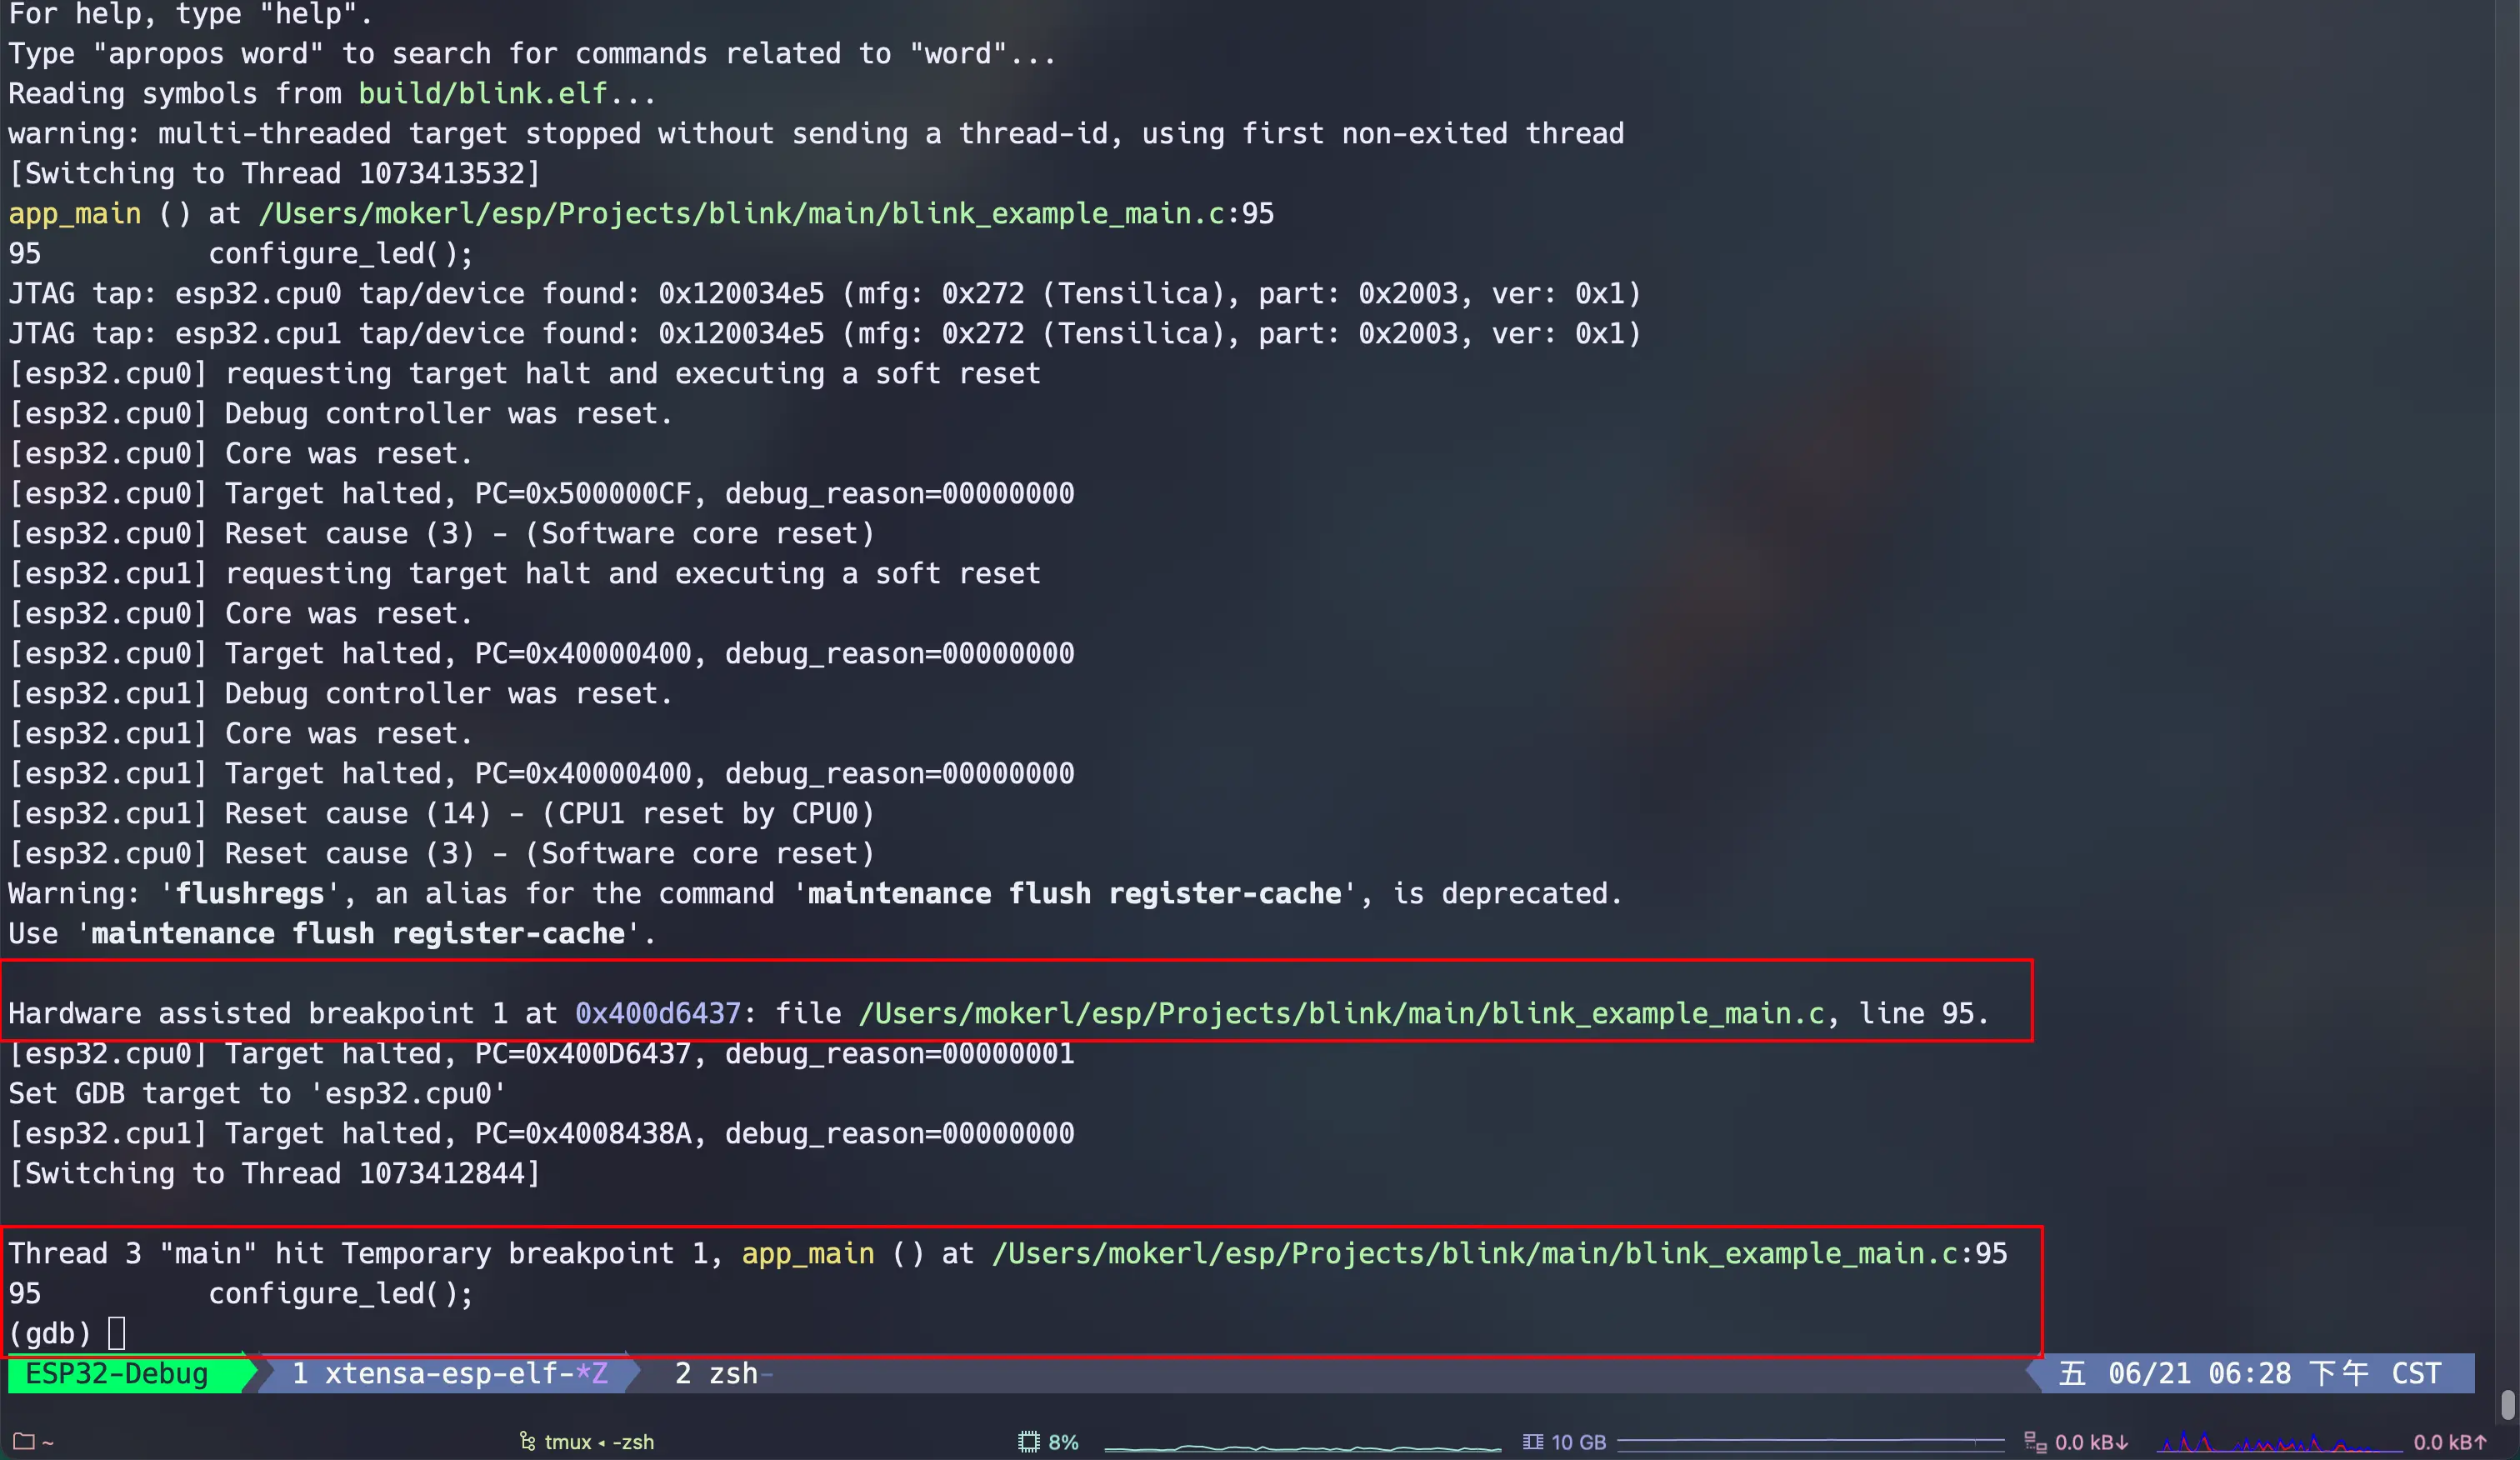 For help, type "help".
Type "apropos word" to search for commands related to "word"...
Reading symbols from build/blink.elf...
warning: multi-threaded target stopped without sending a thread-id, using first non-exited thread
[Switching to Thread 1073413532]
app_main () at /Users/mokerl/esp/Projects/blink/main/blink_example_main.c:95
95          configure_led();
JTAG tap: esp32.cpu0 tap/device found: 0x120034e5 (mfg: 0x272 (Tensilica), part: 0x2003, ver: 0x1)
JTAG tap: esp32.cpu1 tap/device found: 0x120034e5 (mfg: 0x272 (Tensilica), part: 0x2003, ver: 0x1)
[esp32.cpu0] requesting target halt and executing a soft reset
[esp32.cpu0] Debug controller was reset.
[esp32.cpu0] Core was reset.
[esp32.cpu0] Target halted, PC=0x500000CF, debug_reason=00000000
[esp32.cpu0] Reset cause (3) - (Software core reset)
[esp32.cpu1] requesting target halt and executing a soft reset
[esp32.cpu0] Core was reset.
[esp32.cpu0] Target halted, PC=0x40000400, debug_reason=00000000
[esp32.cpu1] Debug controller was reset.
[esp32.cpu1] Core was reset.
[esp32.cpu1] Target halted, PC=0x40000400, debug_reason=00000000
[esp32.cpu1] Reset cause (14) - (CPU1 reset by CPU0)
[esp32.cpu0] Reset cause (3) - (Software core reset)
Warning: 'flushregs', an alias for the command 'maintenance flush register-cache', is deprecated.
Use 'maintenance flush register-cache'.
Hardware assisted breakpoint 1 at 0x400d6437: file /Users/mokerl/esp/Projects/blink/main/blink_example_main.c, line 95.
[esp32.cpu0] Target halted, PC=0x400D6437, debug_reason=00000001
Set GDB target to 'esp32.cpu0'
[esp32.cpu1] Target halted, PC=0x4008438A, debug_reason=00000000
[Switching to Thread 1073412844]
Thread 3 "main" hit Temporary breakpoint 1, app_main () at /Users/mokerl/esp/Projects/blink/main/blink_example_main.c:95
95          configure_led();
(gdb)
ESP32-Debug 1 xtensa-esp-elf-*Z 2 zsh- 五 06/21 06:28 下午 CST
~ tmux ◂ -zsh 8% 10 GB 0.0 kB↓ 0.0 kB↑